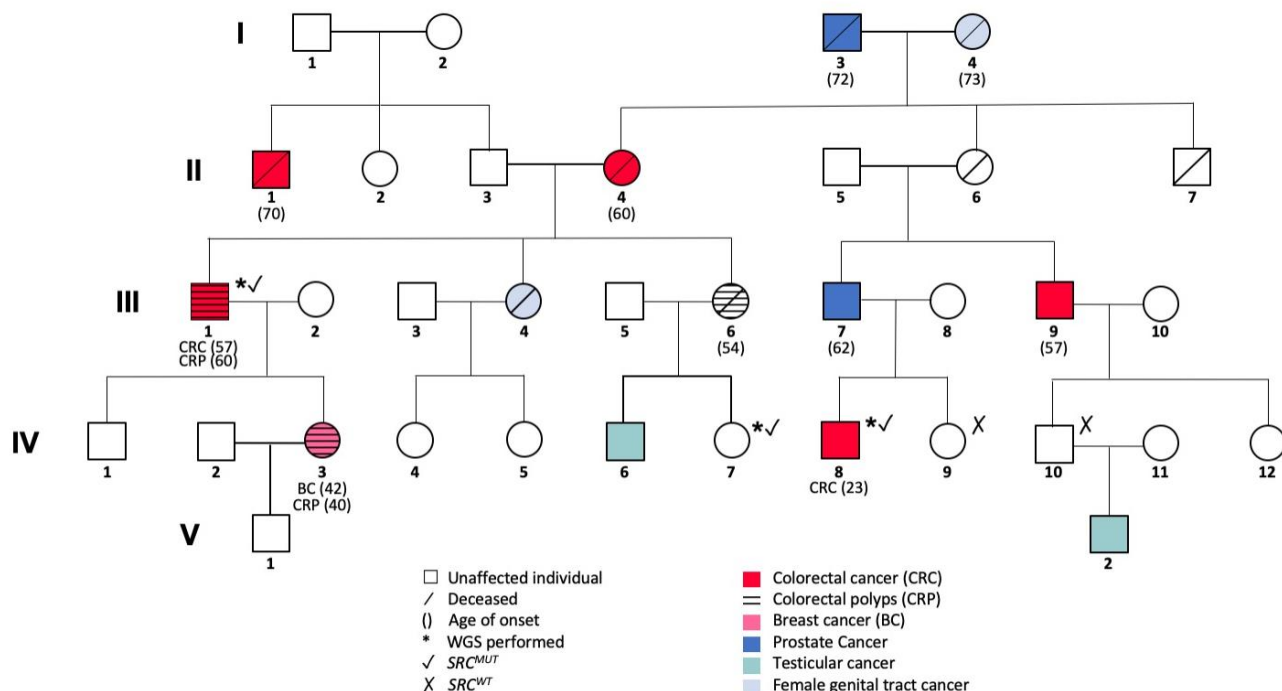 I
1 2 3 4
(72) (73)
II
1 2 3 4 5 6 7
(70) (60)
*✓
III
1 2 3 4 5 6 7 8 9 10
CRC (57) (54) (62) (57)
CRP (60)
*✓ *✓ X X
IV
1 2 3 4 5 6 7 8 9 10 11 12
BC (42) CRC (23)
CRP (40)
V
1 2
Unaffected individual
/ Deceased
() Age of onset
* WGS performed
✓ SRC^MUT
X SRC^WT
Colorectal cancer (CRC)
Colorectal polyps (CRP)
Breast cancer (BC)
Prostate Cancer
Testicular cancer
Female genital tract cancer